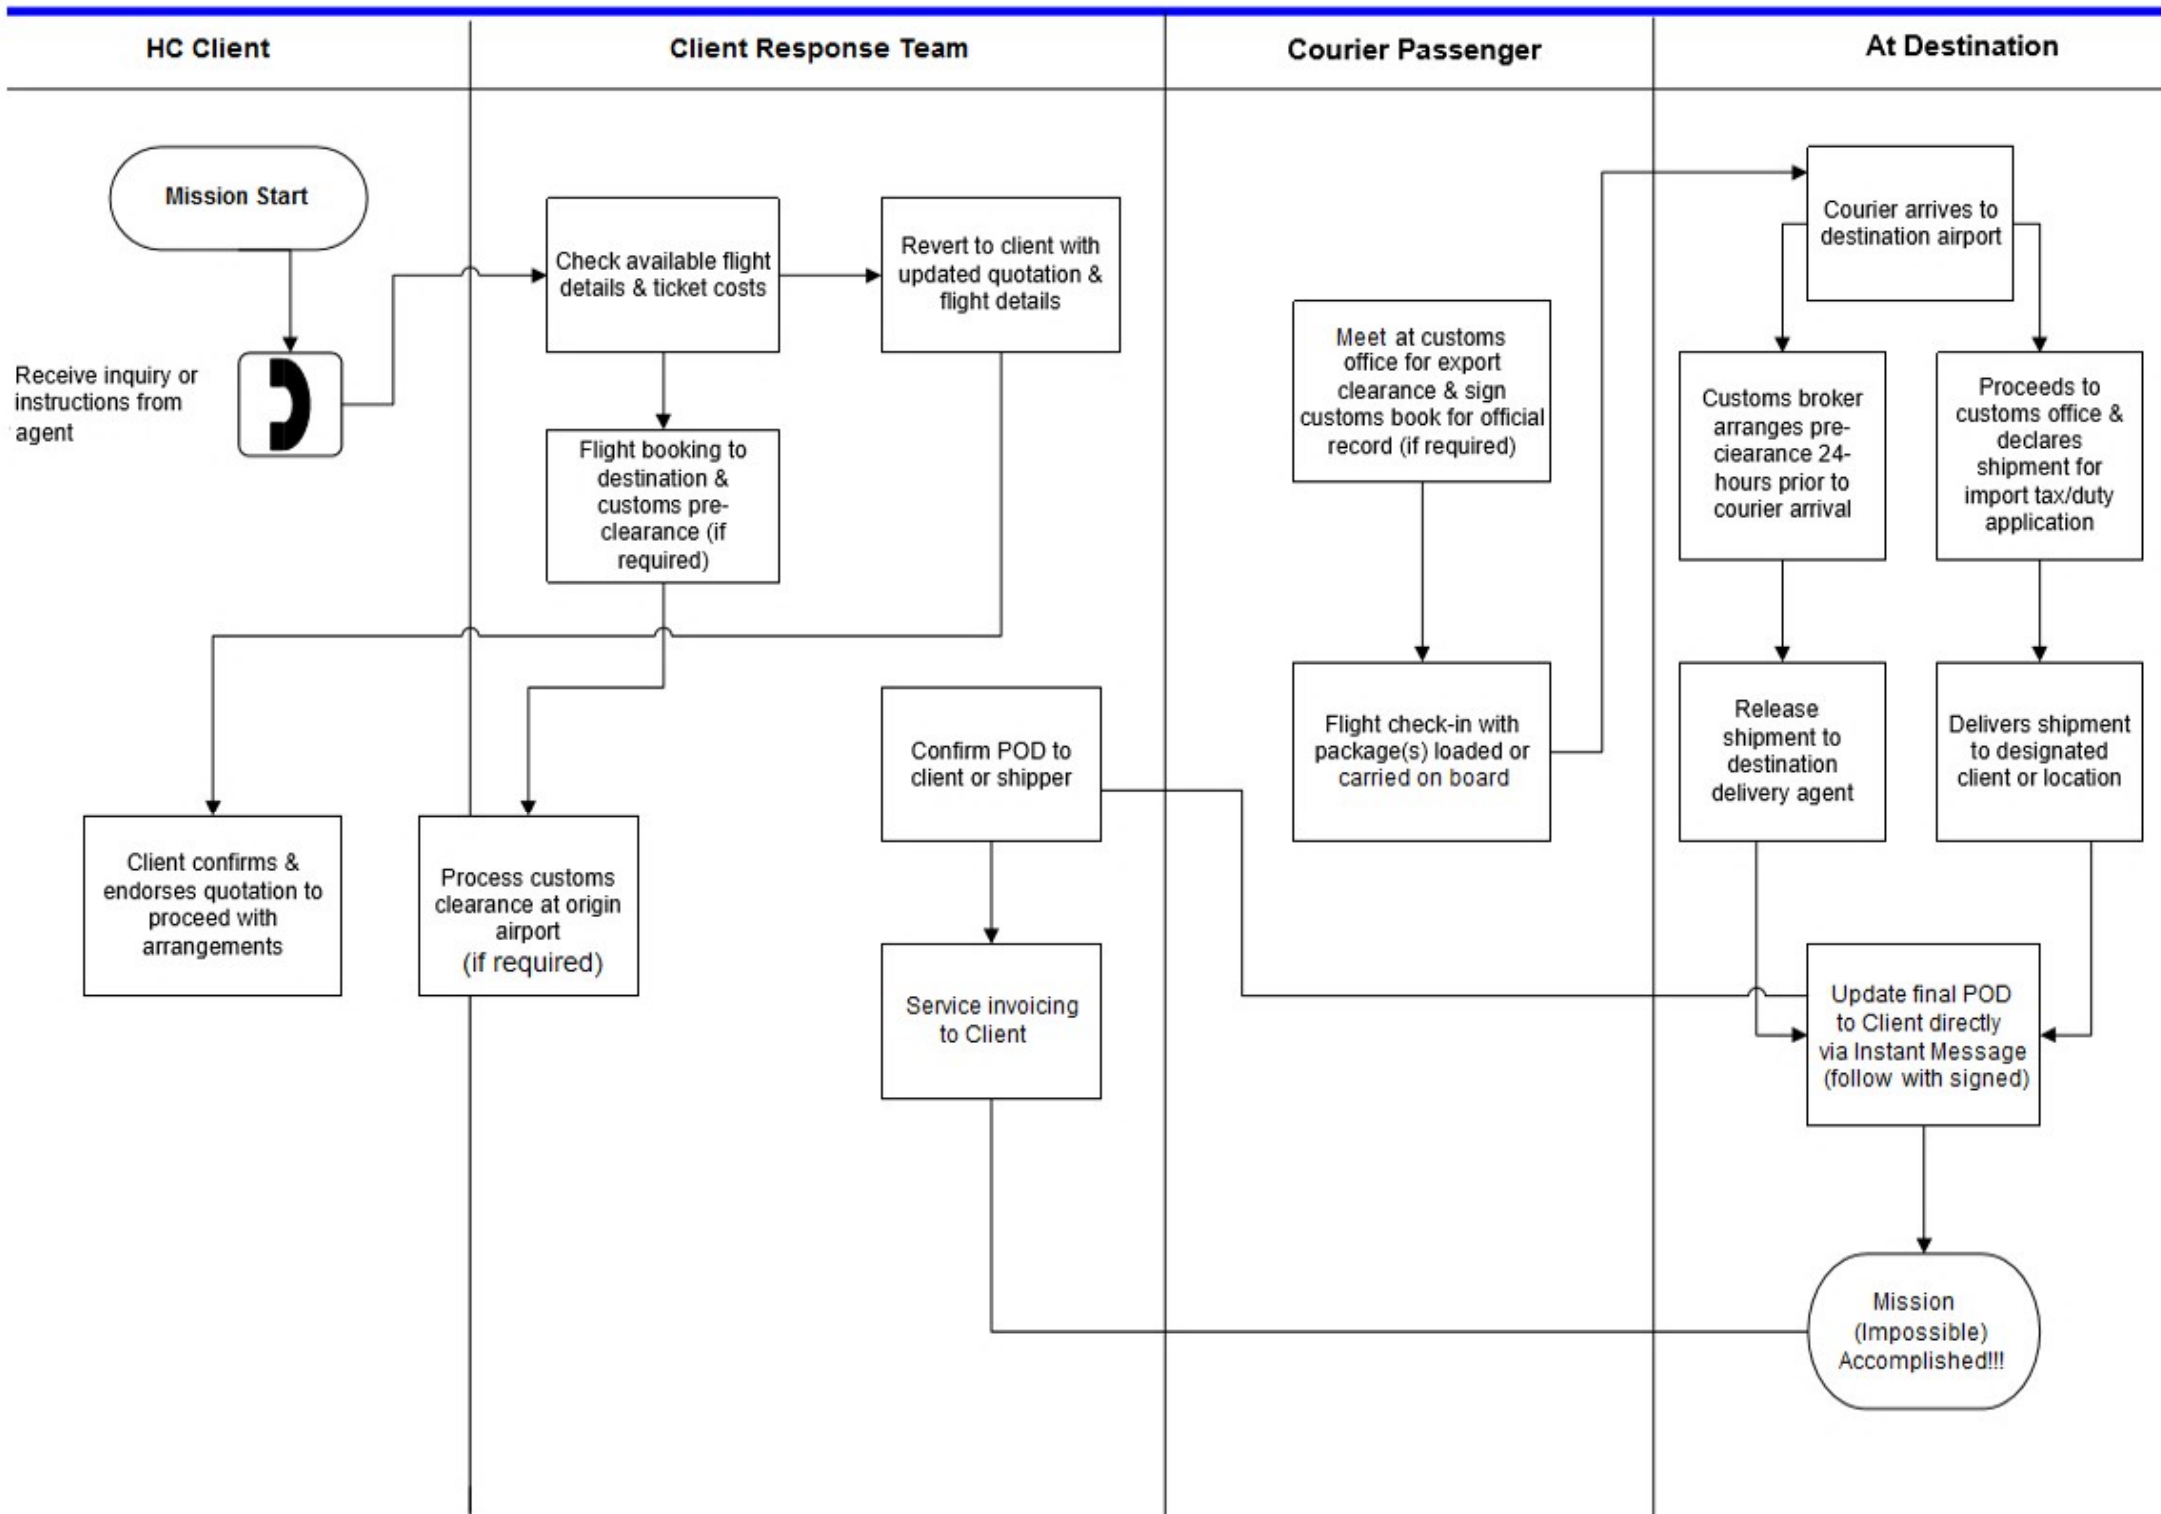 HC Client
Client Response Team
Courier Passenger
At Destination
Mission Start
Receive inquiry or
instructions from
agent
Check available flight
details & ticket costs
Revert to client with
updated quotation &
flight details
Flight booking to
destination &
customs pre-
clearance (if
required)
Client confirms &
endorses quotation to
proceed with
arrangements
Process customs
clearance at origin
airport
(if required)
Confirm POD to
client or shipper
Service invoicing
to Client
Meet at customs
office for export
clearance & sign
customs book for official
record (if required)
Flight check-in with
package(s) loaded or
carried on board
Courier arrives to
destination airport
Customs broker
arranges pre-
ciearance 24-
hours prior to
courier arrival
Proceeds to
customs office &
declares
shipment for
import tax/duty
application
Release
shipment to
destination
delivery agent
Delivers shipment
to designated
client or location
Update final POD
to Client directly
via Instant Message
(follow with signed)
Mission
(Impossible)
Accomplished!!!